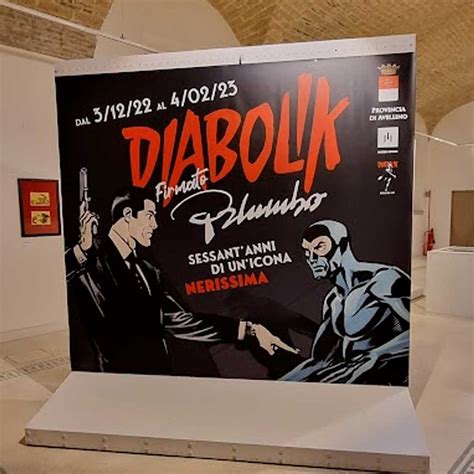 DAL 3/12/22 AL 4/02/23
DIABOLIK
Firmato
Palumbo
SESSANT'ANNI
DI UN'ICONA
NERISSIMA
PROVINCIA
DI AVELLINO